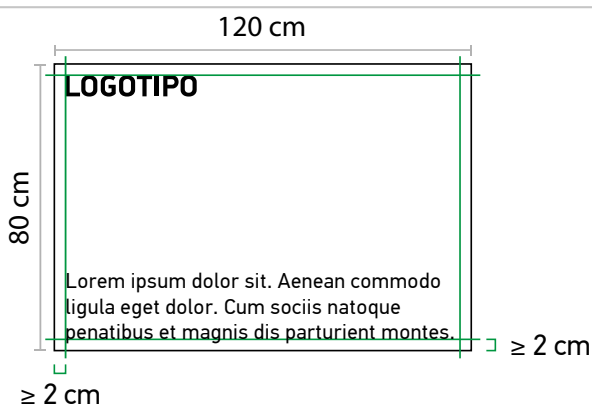 120 cm
LOGOTIPO
80 cm
Lorem ipsum dolor sit. Aenean commodo
ligula eget dolor. Cum sociis natoque
penatibus et magnis dis parturient montes.
≥ 2 cm
≥ 2 cm